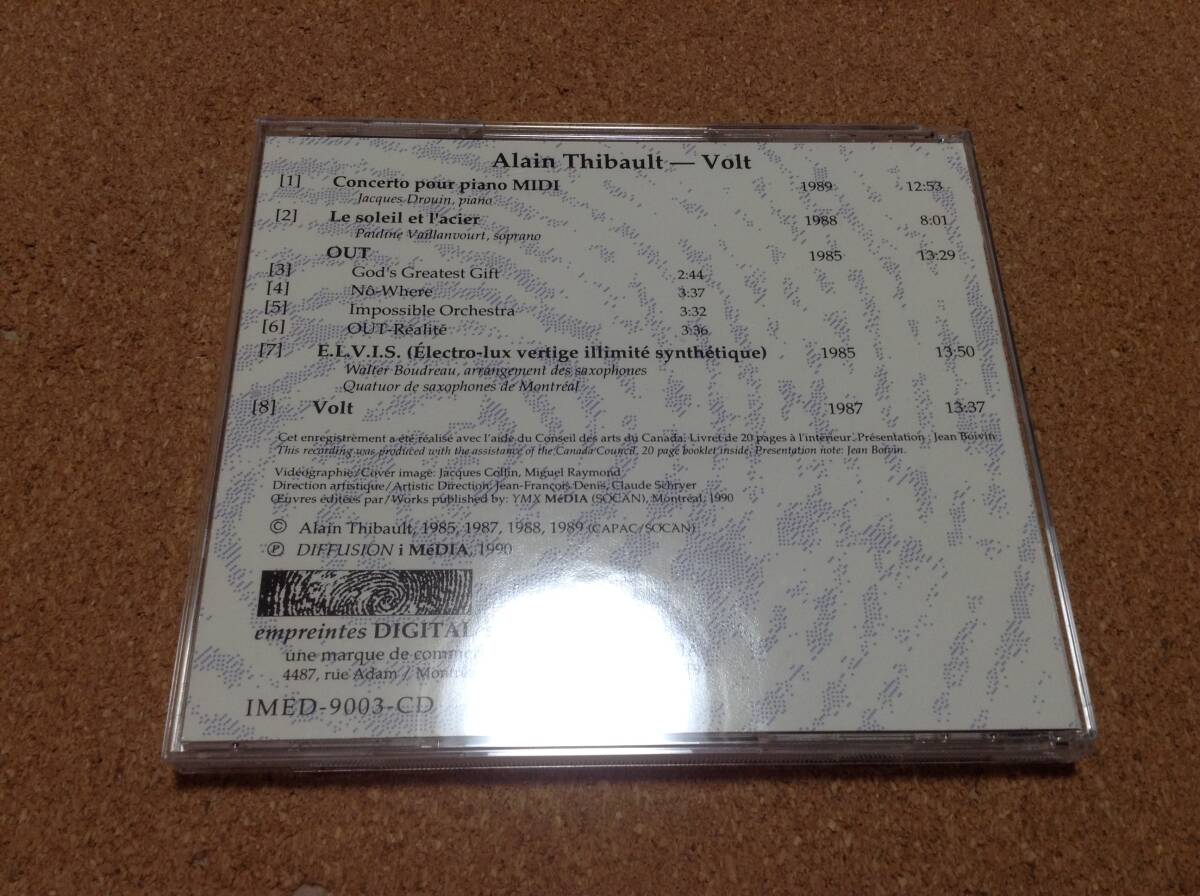 Alain Thibault — Volt
[1] Concerto pour piano MIDI 1989 12:53
Jacques Drouin, piano
[2] Le soleil et l'acier 1988 8:01
Pauline Vaillanvourt, soprano
OUT 1985 13:29
[3] God's Greatest Gift 2:44
[4] Nô-Where 3:37
[5] Impossible Orchestra 3:32
[6] OUT-Réalité 3:36
[7] E.L.V.I.S. (Électro-lux vertige illimité synthétique) 1985 13:50
Walter Boudreau, arrangement des saxophones
Quatuor de saxophones de Montréal
[8] Volt 1987 13:37
Cet enregistrement a été réalisé avec l'aide du Conseil des arts du Canada. Livret de 20 pages à l'intérieur. Présentation : Jean Boivin
This recording was produced with the assistance of the Canada Council. 20 page booklet inside. Presentation note: Jean Boivin.
Vidéographie/Cover image: Jacques Collin, Miguel Raymond
Direction artistique/Artistic Direction: Jean-François Denis, Claude Schryer
Œuvres éditées par/Works published by: YMX MéDIA (SOCAN), Montréal, 1990
© Alain Thibault, 1985, 1987, 1988, 1989 (CAPAC/SOCAN)
℗ DIFFUSION i MéDIA, 1990
empreintes DIGITAL
une marque de
4487, rue Adam /
IMED-9003-CD